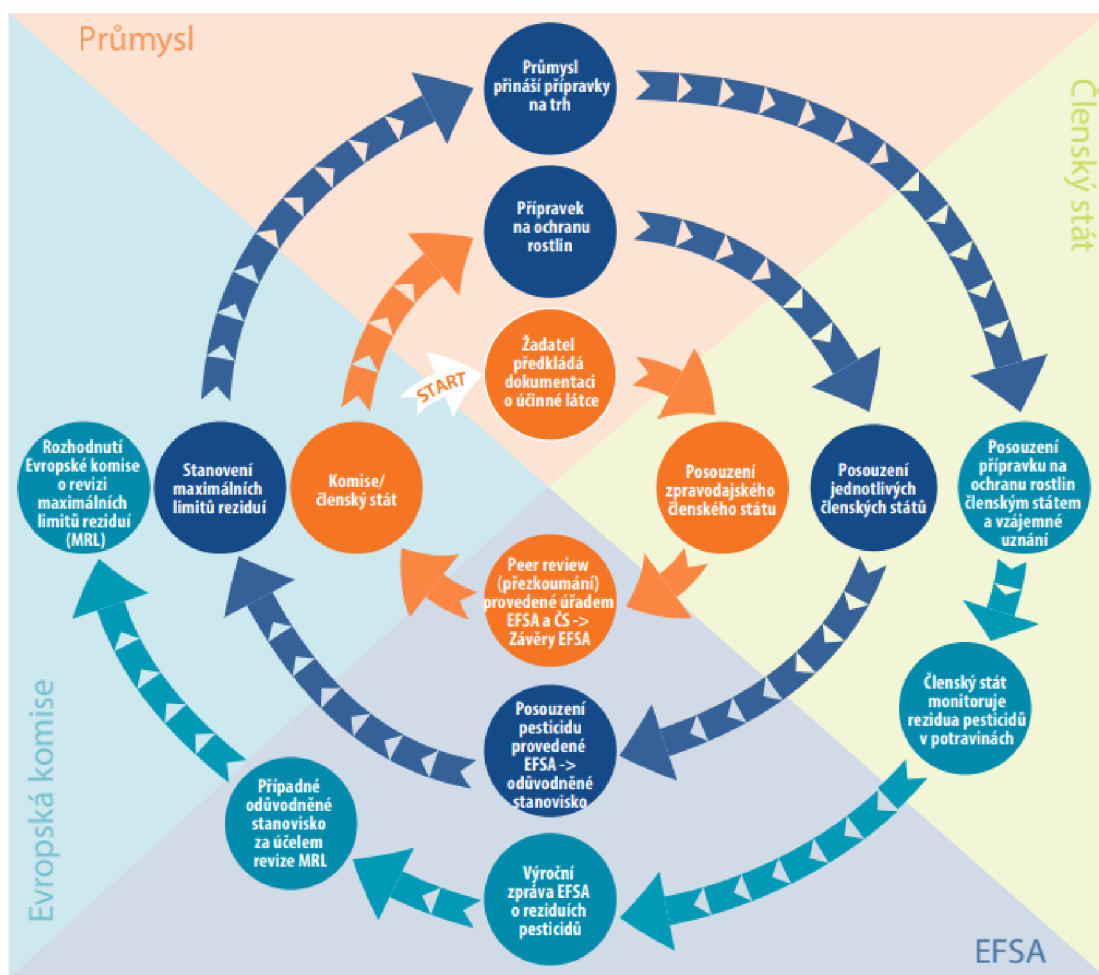 Průmysl
Průmysl
přináší přípravky
na trh
Členský stát
Přípravek
na ochranu
rostlin
START
Žadatel
předkládá
dokumentaci
o účinné látce
Rozhodnutí
Evropské komise
o revizi
maximálních
limitů reziduí
(MRL)
Stanovení
maximálních
limitů reziduí
Komise/
členský stát
Posouzení
zpravodajského
členského státu
Posouzení
jednotlivých
členských států
Posouzení
přípravku na
ochranu rostlin
členským státem
a vzájemné
uznání
Peer review
(přezkoumání)
provedené úřadem
EFSA a ČS ->
Závěry EFSA
Členský stát
monitoruje
rezidua pesticidů
v potravinách
Posouzení
pesticidu
provedené
EFSA ->
odůvodněné
stanovisko
Případné
odůvodněné
stanovisko
za účelem
revize MRL
Výroční
zpráva EFSA
o reziduích
pesticidů
Evropská komise
EFSA